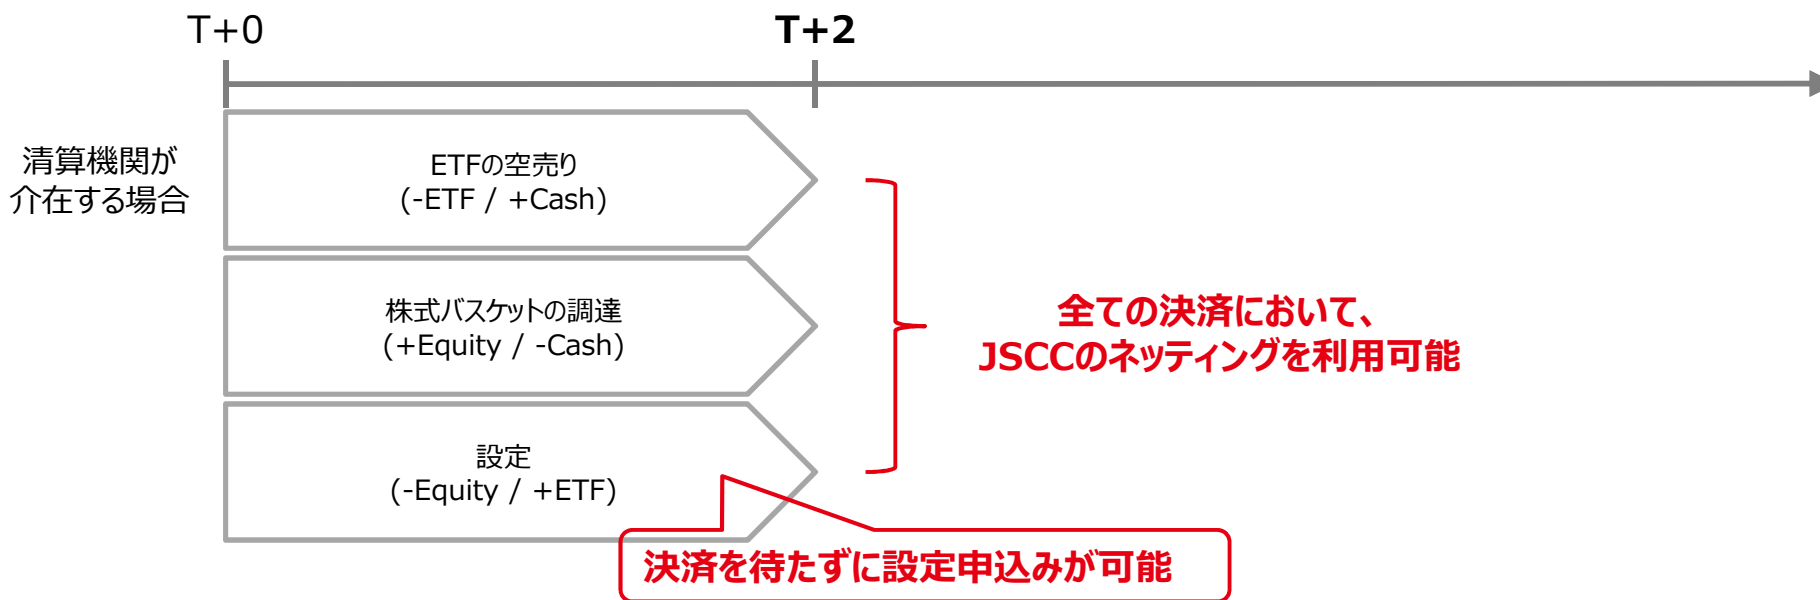 T+0
T+2
清算機関が
介在する場合
ETFの空売り
(-ETF / +Cash)
株式バスケットの調達
(+Equity / -Cash)
設定
(-Equity / +ETF)
全ての決済において、
JSCCのネッティングを利用可能
決済を待たずに設定申込みが可能